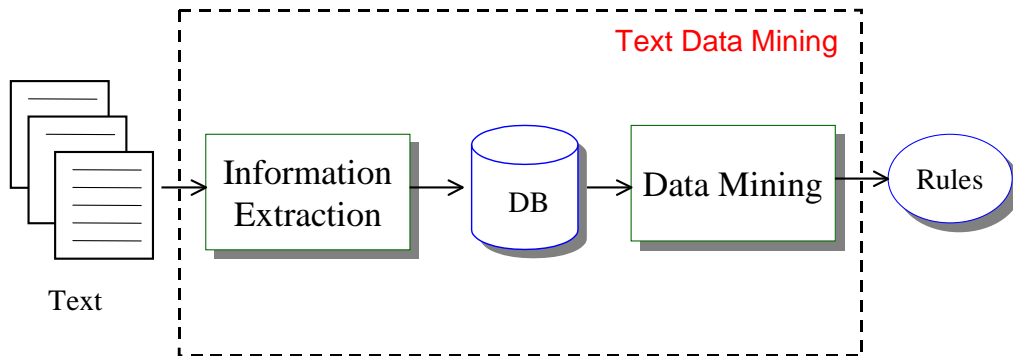 Text Data Mining
Information
Extraction
DB
Data Mining
Rules
Text